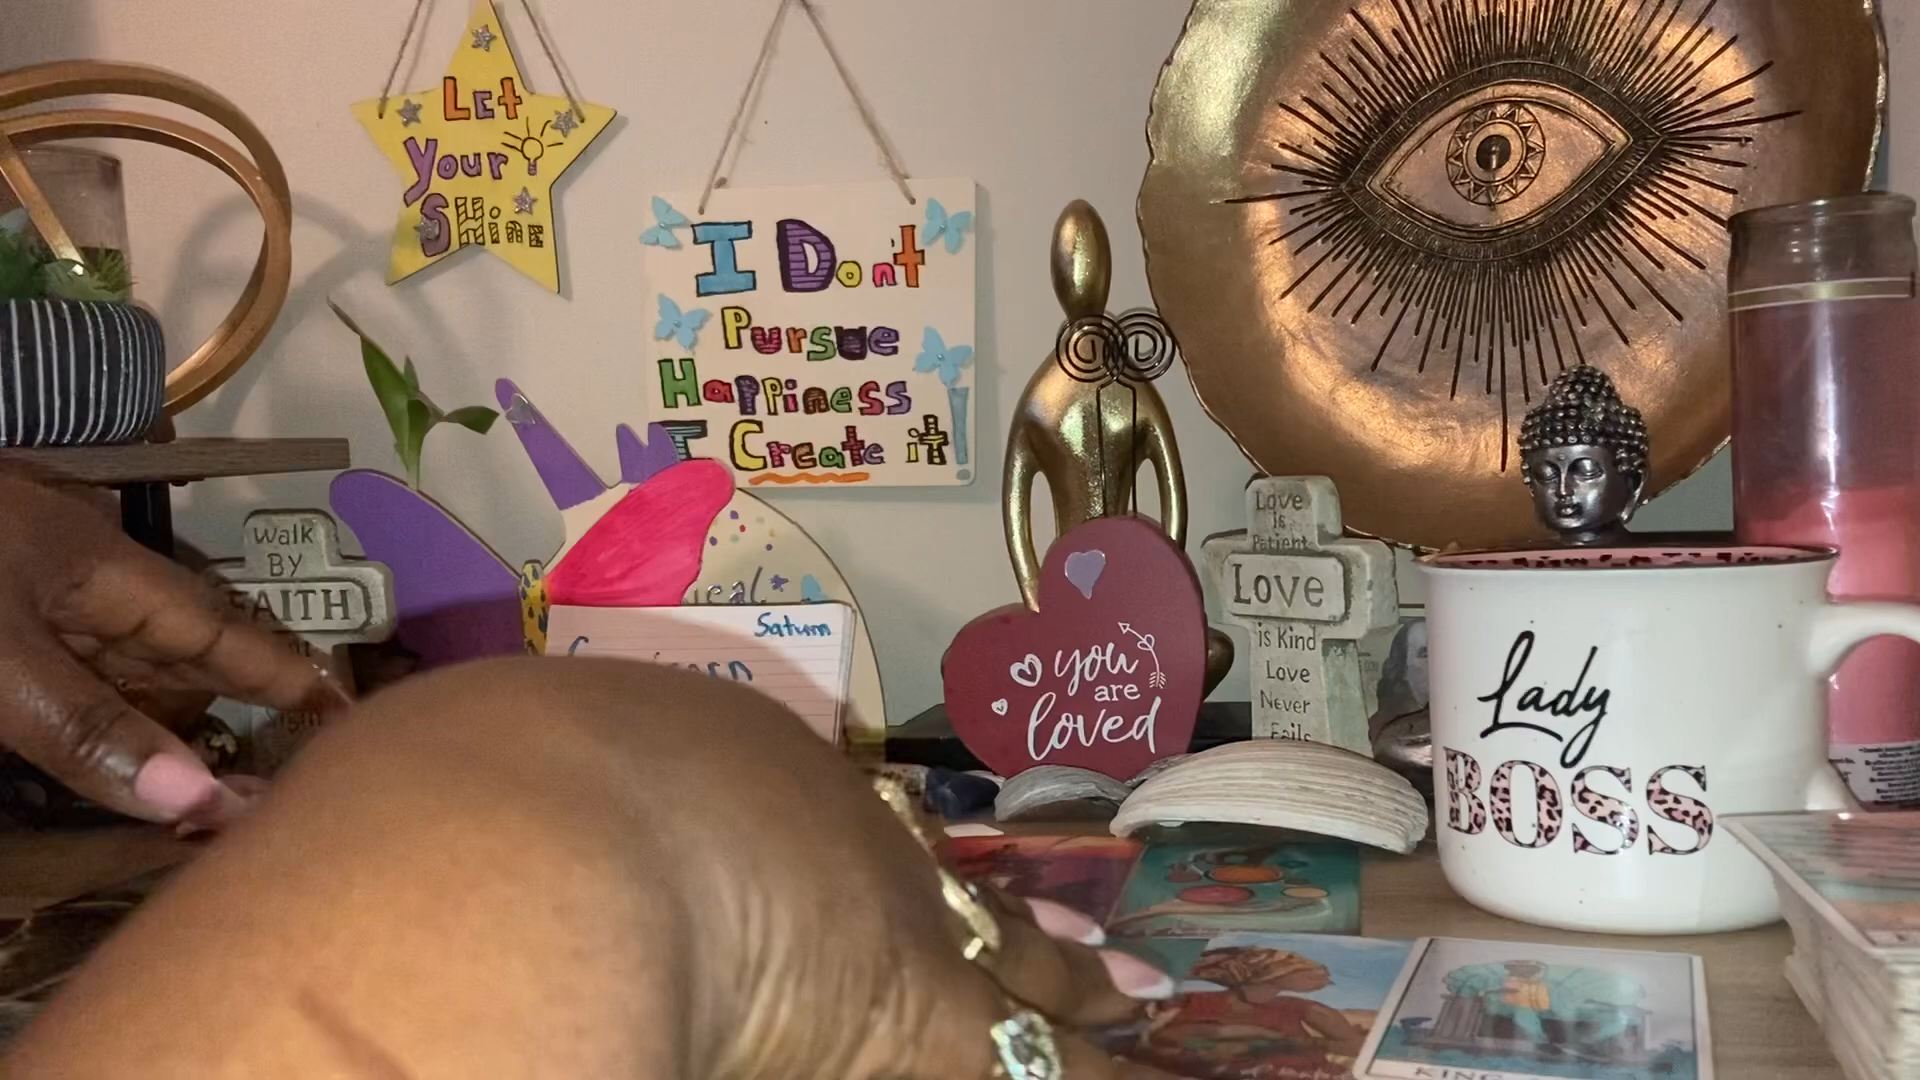 Let
Your
SHine
I Don't
Pursue
Happiness
I Create it!
Walk
By
FAITH
Saturn
you
are
loved
Love
is
Patient
Love
is Kind
Love
Never
Fails
Lady
BOSS
KING